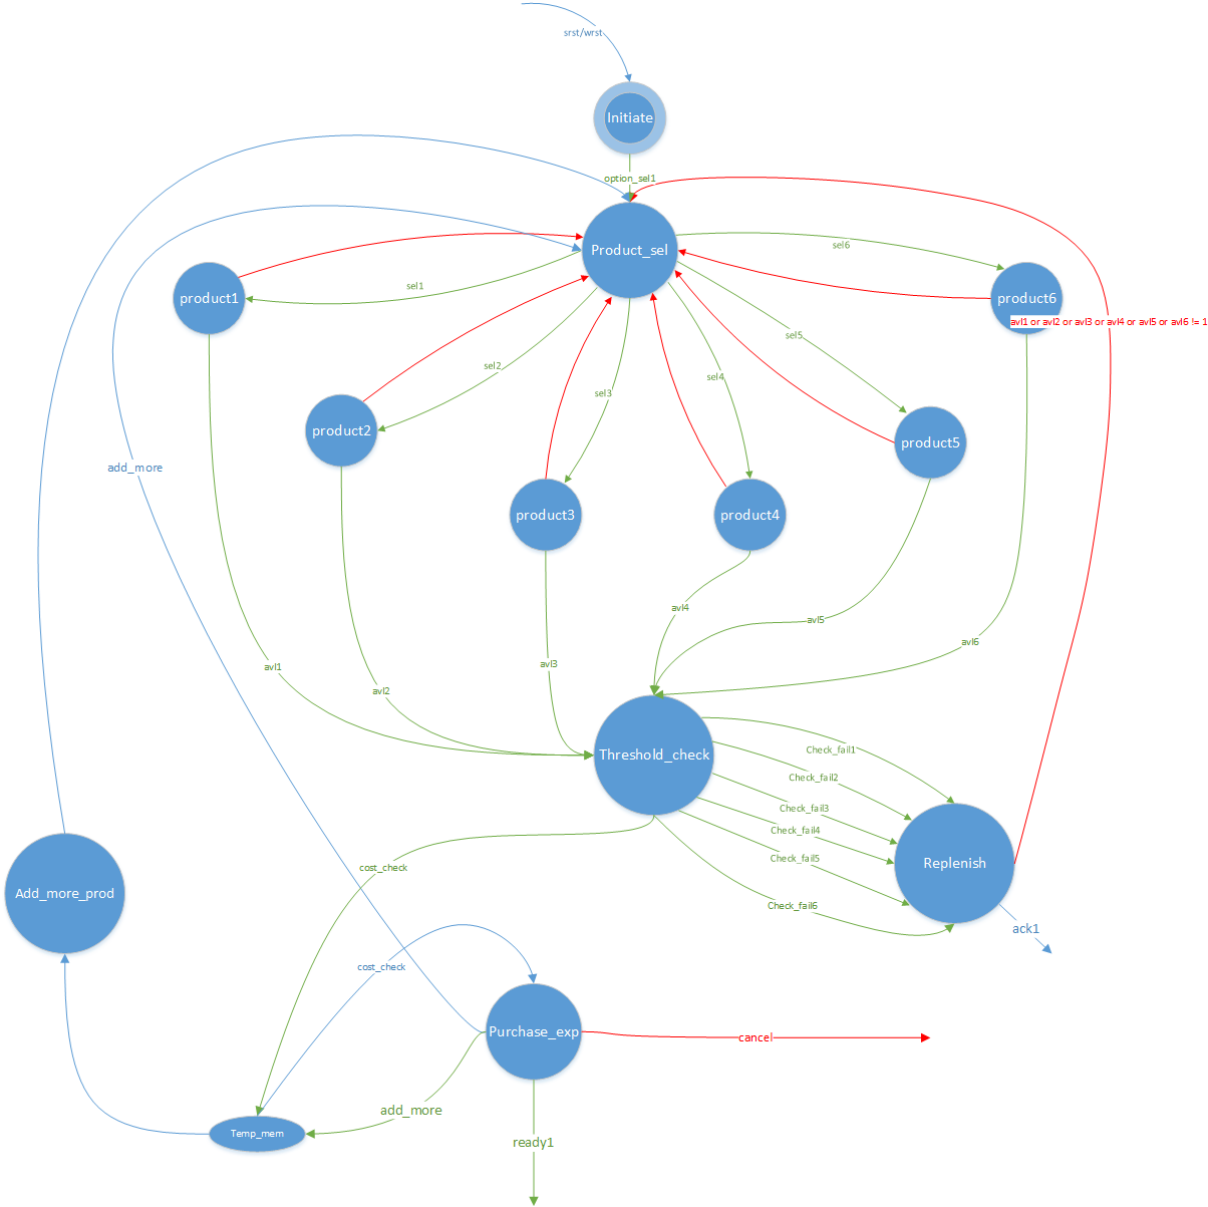 srst/wrst
Initiate
option_sel1
Product_sel
sel6
sel1
product1
product6
avl1 or avl2 or avl3 or avl4 or avl5 or avl6 != 1
sel5
sel2
sel4
sel3
product2
product5
add_more
product3
product4
avl4
avl5
avl6
avl3
avl1
avl2
Threshold_check
Check_fail1
Check_fail2
Check_fail3
Check_fail4
Check_fail5
Check_fail6
Replenish
cost_check
Add_more_prod
ack1
cost_check
Purchase_exp
cancel
add_more
Temp_mem
ready1